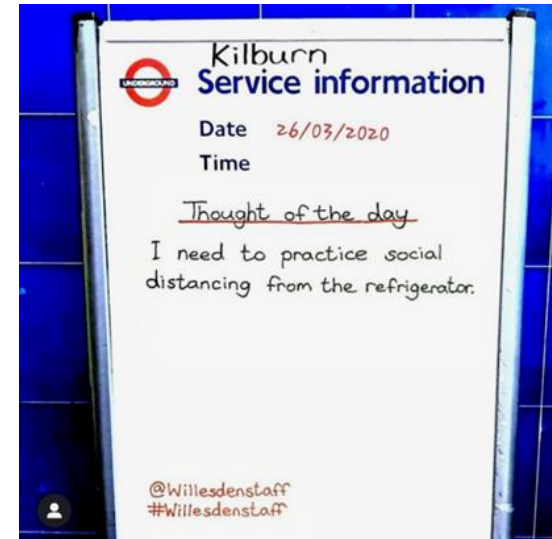 Kilburn
UNDERGROUND
Service information
Date 26/03/2020
Time
Thought of the day
I need to practice social
distancing from the refrigerator.
@Willesdenstaff
#Willesdenstaff